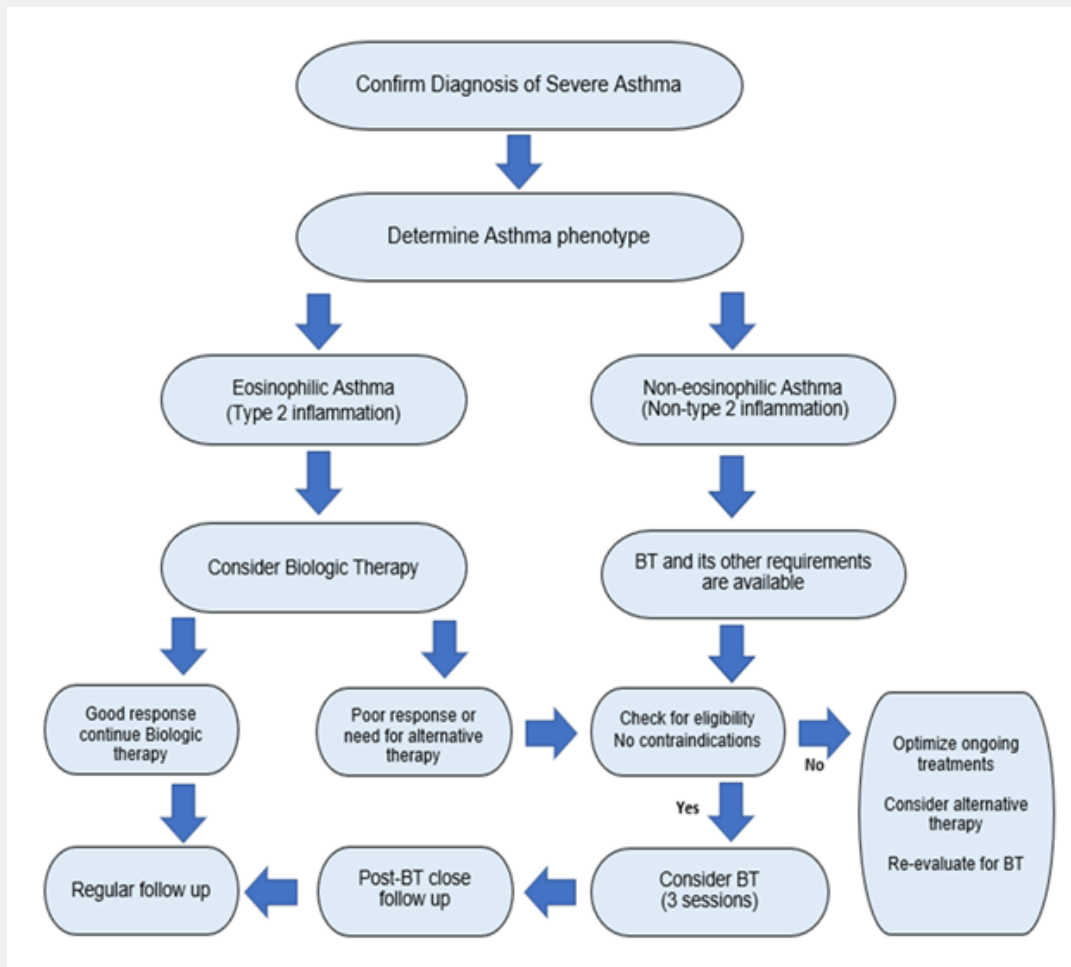 Confirm Diagnosis of Severe Asthma
Determine Asthma phenotype
Eosinophilic Asthma
(Type 2 inflammation)
Non-eosinophilic Asthma
(Non-type 2 inflammation)
Consider Biologic Therapy
BT and its other requirements
are available
Good response
continue Biologic
therapy
Poor response or
need for alternative
therapy
Check for eligibility
No contraindications
No
Optimize ongoing
treatments
Consider alternative
therapy
Re-evaluate for BT
Yes
Regular follow up
Post-BT close
follow up
Consider BT
(3 sessions)